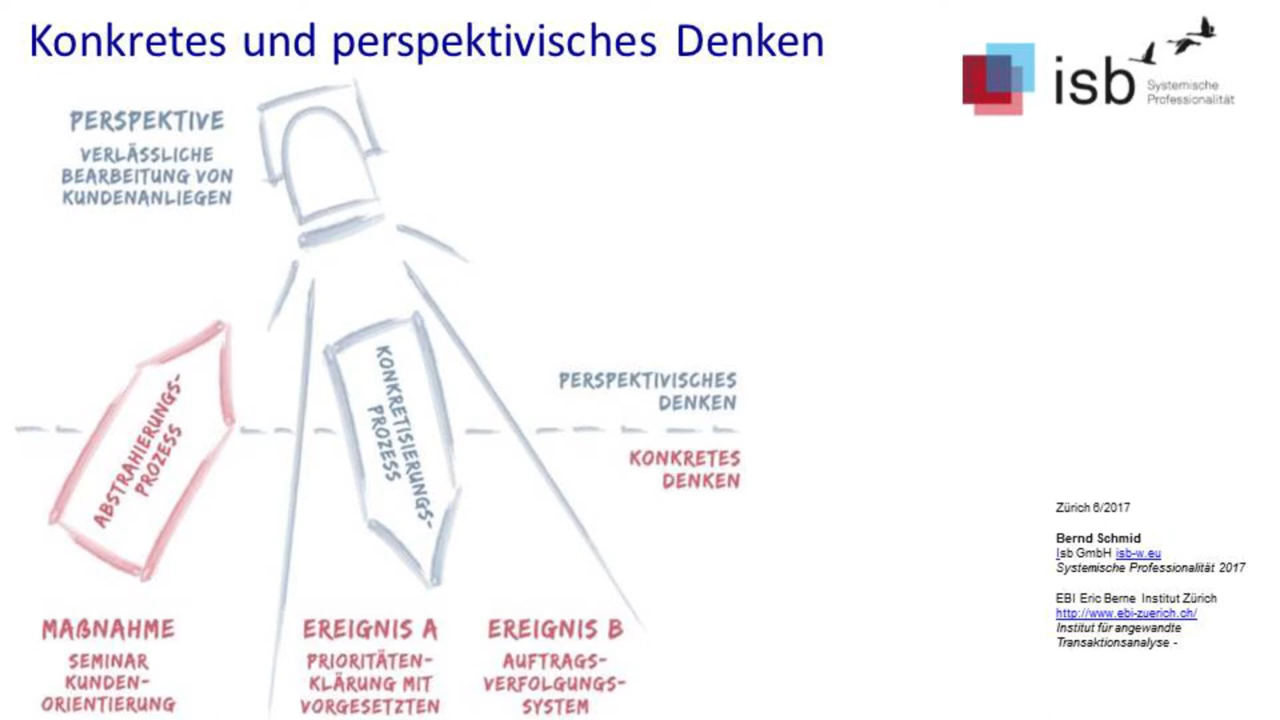 Konkretes und perspektivisches Denken
isb
Systemische
Professionalität
PERSPEKTIVE
VERLÄSSLICHE
BEARBEITUNG VON
KUNDENANLIEGEN
ABSTRAHIERUNGS-
PROZESS
KONKRETISIERUNGS-
PROZESS
PERSPEKTIVISCHES
DENKEN
KONKRETES
DENKEN
MAẞNAHME
SEMINAR
KUNDEN-
ORIENTIERUNG
EREIGNIS A
PRIORITÄTEN-
KLÄRUNG MIT
VORGESETZTEN
EREIGNIS B
AUFTRAGS-
VERFOLGUNGS-
SYSTEM
Zürich 6/2017
Bernd Schmid
Isb GmbH isb-w.eu
Systemische Professionalität 2017
EBI Eric Berne Institut Zürich
http://www.ebi-zuerich.ch/
Institut für angewandte
Transaktionsanalyse -